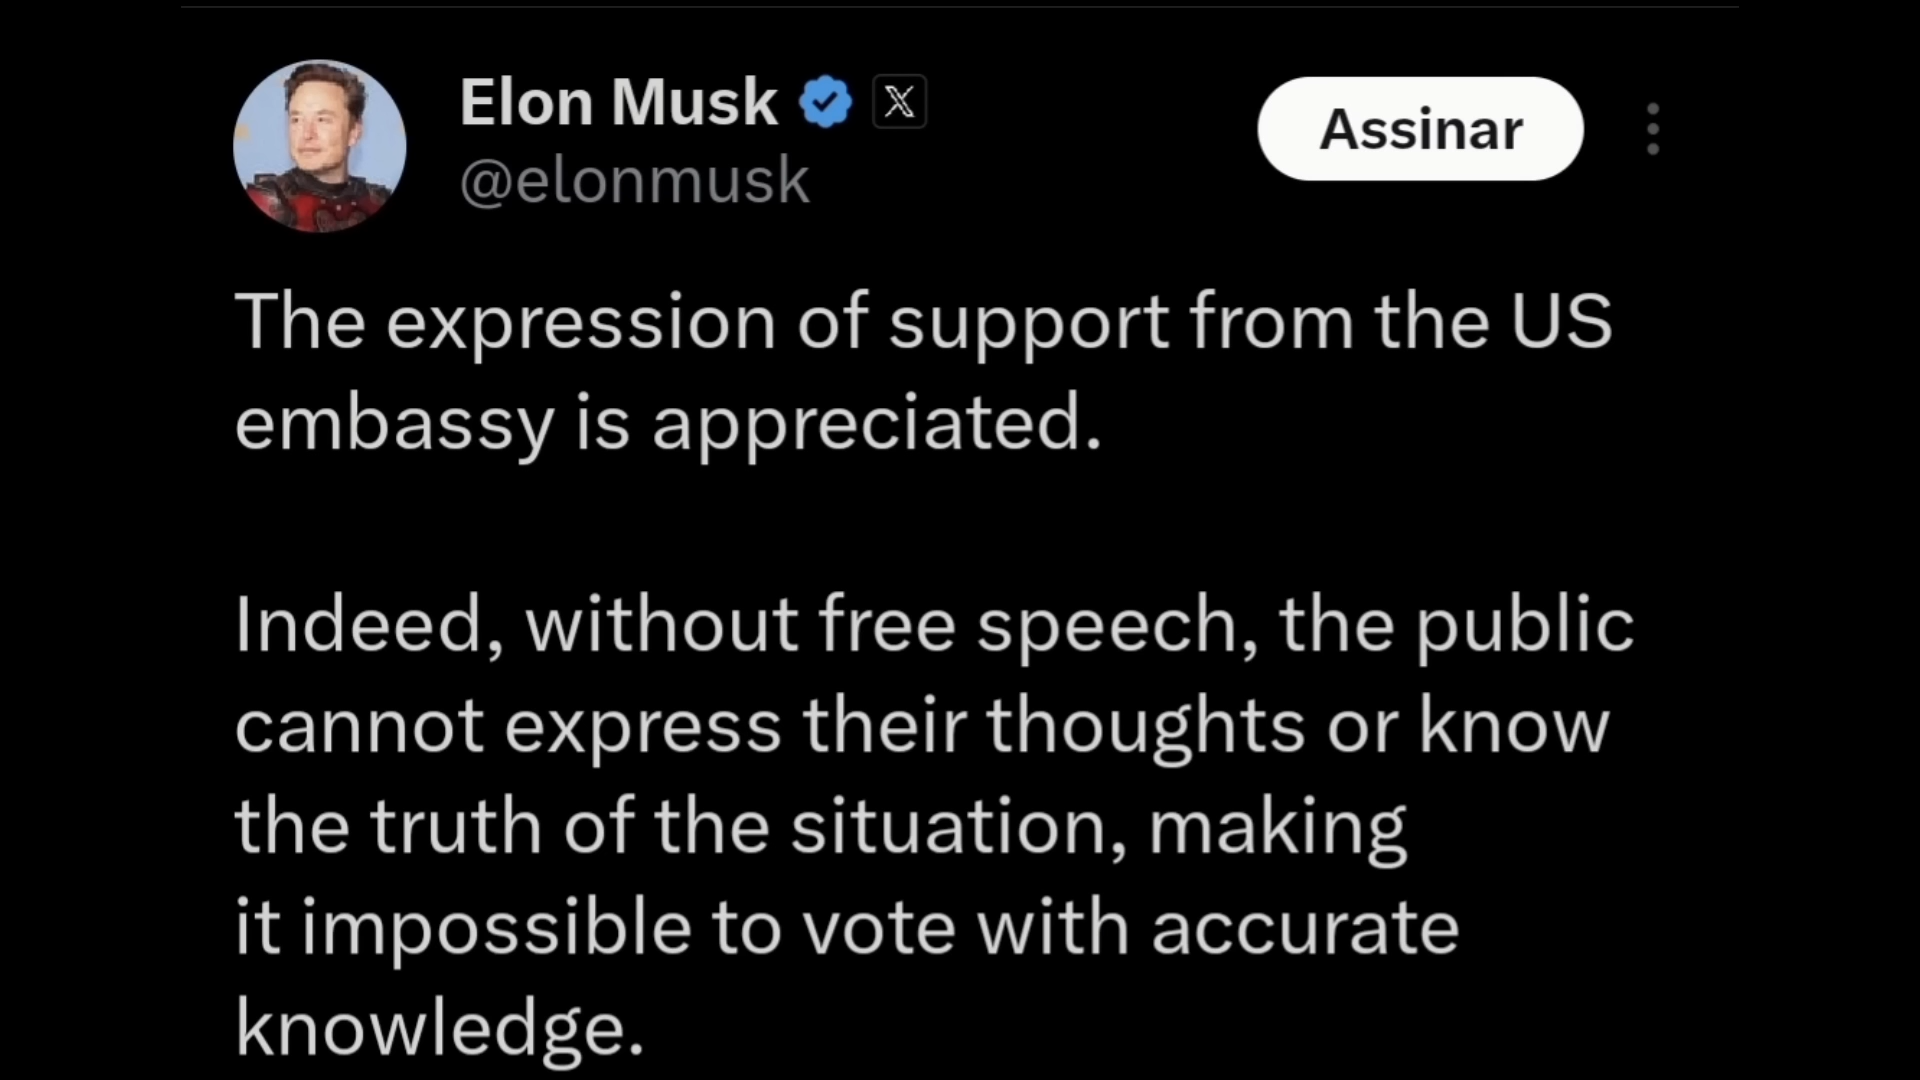 Elon Musk
@elonmusk
Assinar
The expression of support from the US
embassy is appreciated.
Indeed, without free speech, the public
cannot express their thoughts or know
the truth of the situation, making
it impossible to vote with accurate
knowledge.